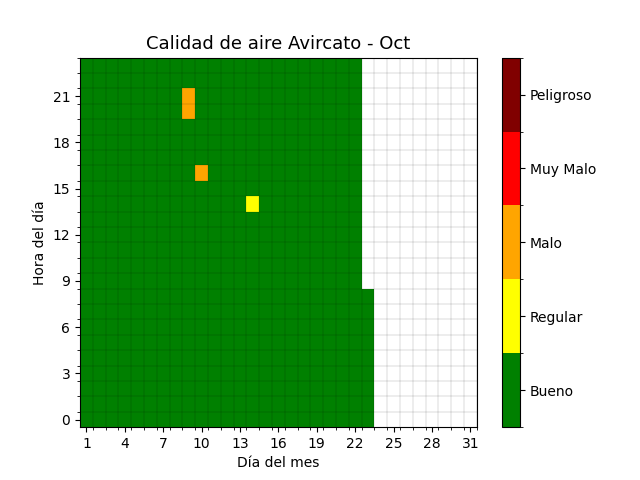 Calidad de aire Avircato - Oct
Hora del día
21
18
15
12
9
6
3
0
1 4 7 10 13 16 19 22 25 28 31
Día del mes
Peligroso
Muy Malo
Malo
Regular
Bueno